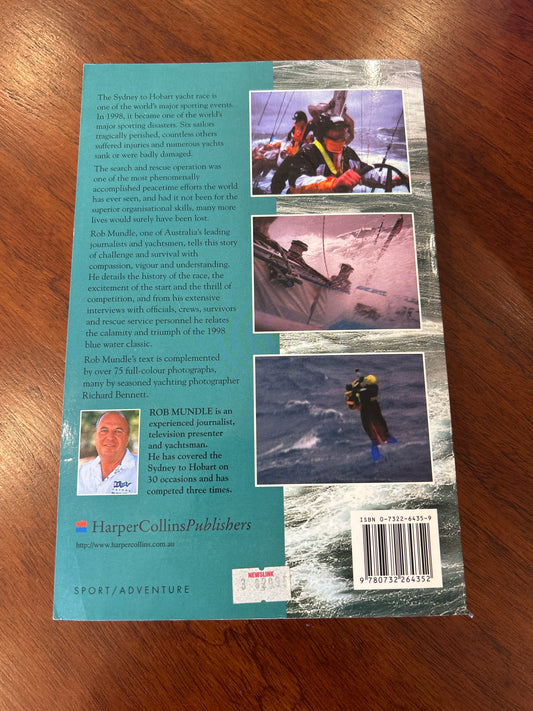 The Sydney to Hobart yacht race is
one of the world's major sporting events.
In 1998, it became one of the world's
major sporting disasters. Six sailors
tragically perished, countless others
suffered injuries and numerous yachts
sank or were badly damaged.
The search and rescue operation was
one of the most phenomenally
accomplished peacetime efforts the world
has ever seen, and had it not been for the
superior organisational skills, many more
lives would surely have been lost.
Rob Mundle, one of Australia's leading
journalists and yachtsmen, tells this story
of challenge and survival with
compassion, vigour and understanding.
He details the history of the race, the
excitement of the start and the thrill of
competition, and from his extensive
interviews with officials, crews, survivors
and rescue service personnel he relates
the calamity and triumph of the 1998
blue water classic.
Rob Mundle's text is complemented
by over 75 full-colour photographs,
many by seasoned yachting photographer
Richard Bennett.
ROB MUNDLE is an
experienced journalist,
television presenter
and yachtsman.
He has covered the
Sydney to Hobart on
30 occasions and has
competed three times.
HarperCollinsPublishers
http://www.harpercollins.com.au
SPORT/ADVENTURE
NEWSLINK
ISBN 0-7322-6435-9
9 780732 264352